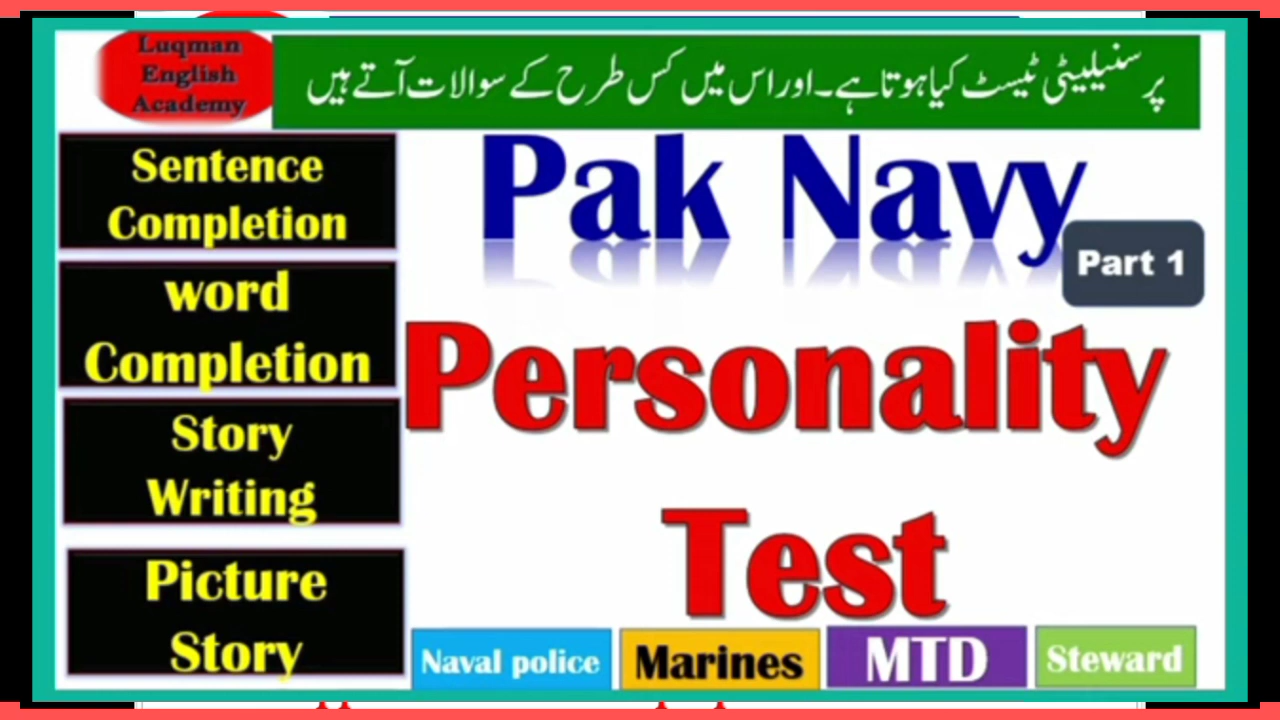 Luqman
English
Academy
پرسنیلیٹی ٹیسٹ کیا ہوتا ہے۔اور اس میں کس طرح کے سوالات آتے ہیں
Sentence
Completion
word
Completion
Story
Writing
Picture
Story
Pak Navy
Part 1
Personality
Test
Naval police
Marines
MTD
Steward